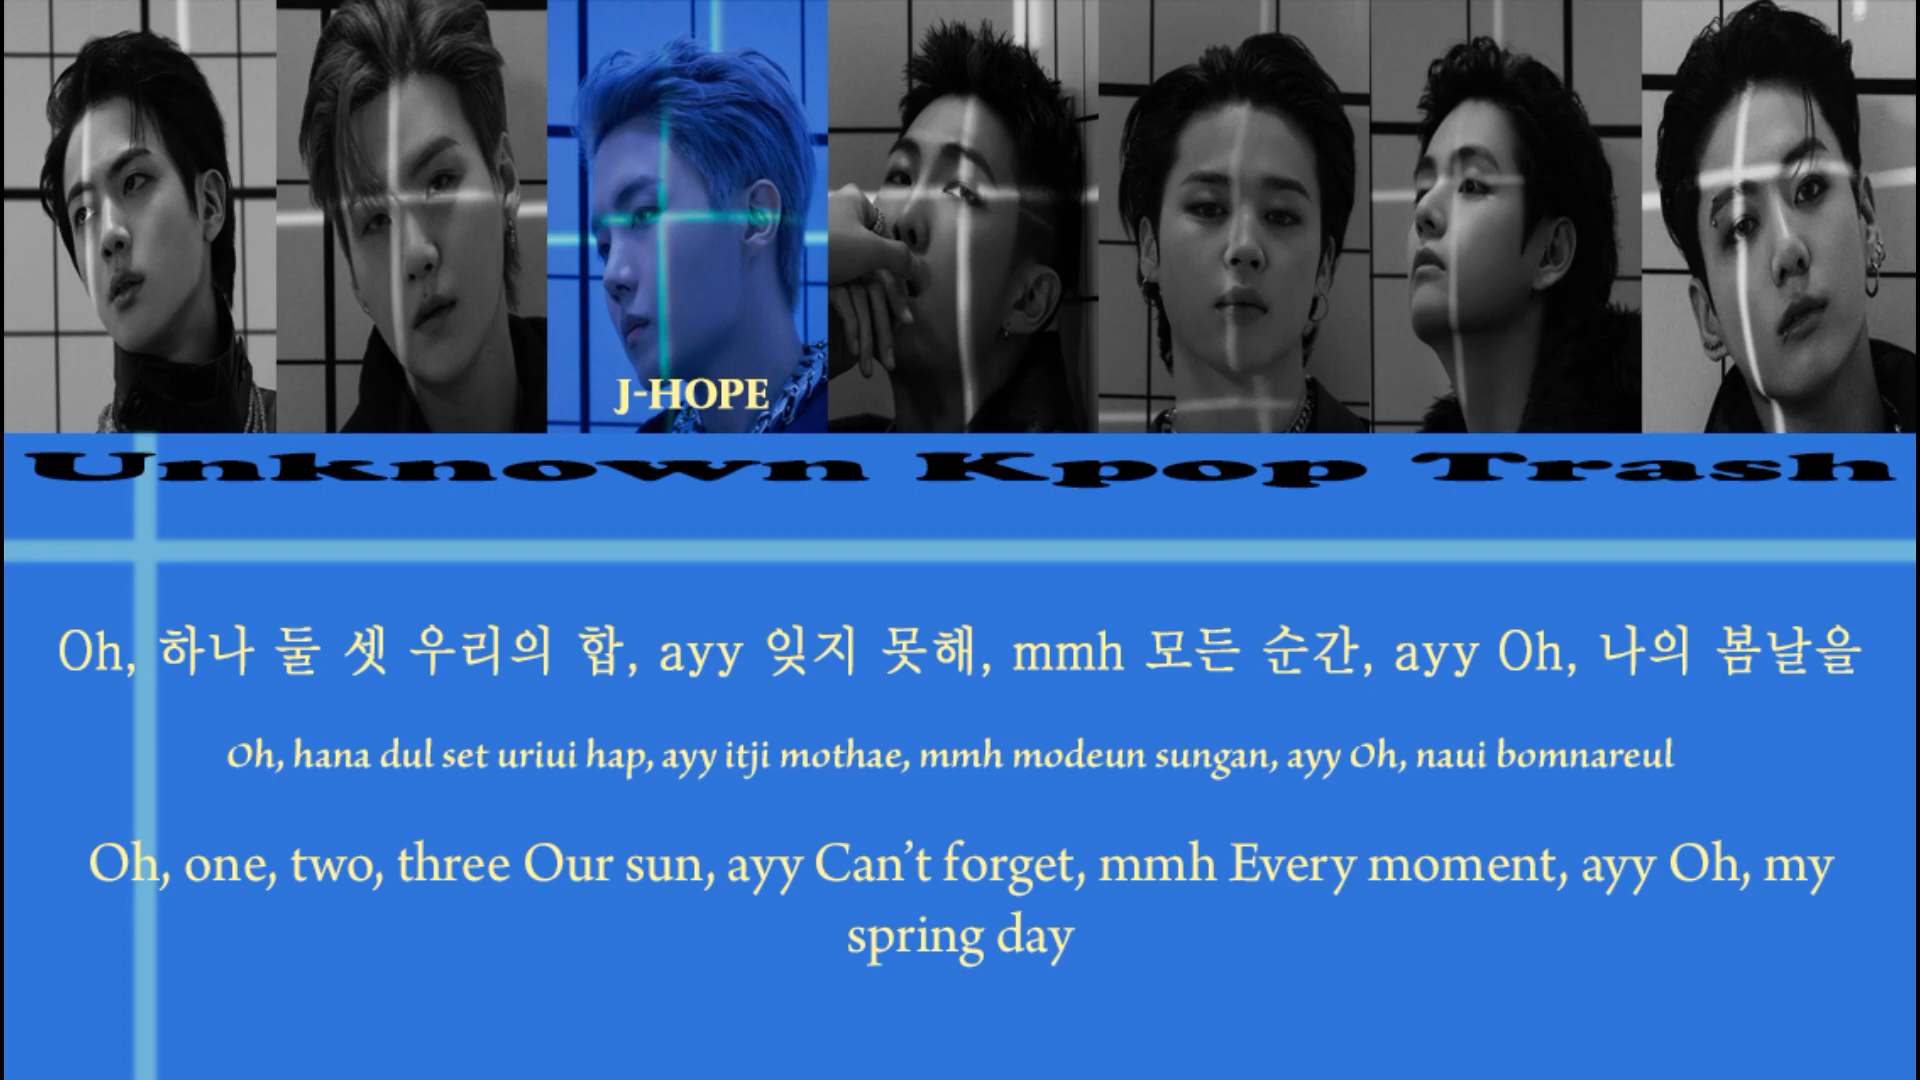 J-HOPE
Unknown Kpop Trash
Oh, 하나 둘 셋 우리의 합, ayy 잊지 못해, mmh 모든 순간, ayy Oh, 나의 봄날을
Oh, hana dul set uriui hap, ayy itji mothae, mmh modeun sungan, ayy Oh, naui bomnareul
Oh, one, two, three Our sun, ayy Can’t forget, mmh Every moment, ayy Oh, my
spring day